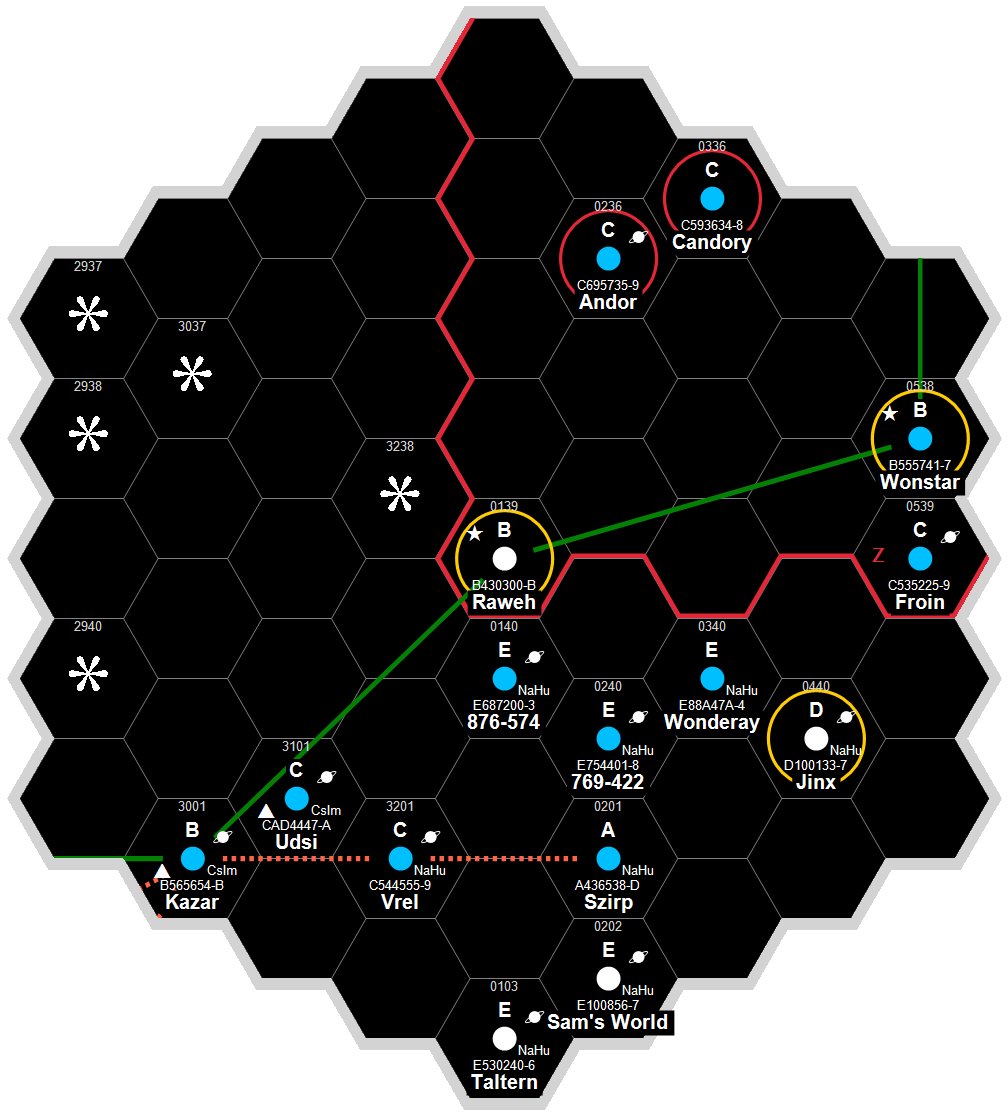 0336
C
C593634-8
Candory
0236
C
C695735-9
Andor
2937
3037
2938
0538
B
B555741-7
Wonstar
3238
0139
B
B430300-B
Raweh
0539
C
Z
C535225-9
Froin
2940
0140
E
NaHu
E687200-3
876-574
0340
E
NaHu
E88A47A-4
Wonderay
0240
E
NaHu
E754401-8
769-422
0440
D
NaHu
D100133-7
Jinx
3101
C
CsIm
CAD4447-A
Udsi
3001
B
CsIm
B565654-B
Kazar
3201
C
NaHu
C544555-9
Vrel
0201
A
NaHu
A436538-D
Szirp
0202
E
NaHu
E100856-7
Sam's World
0103
E
NaHu
E530240-6
Taltern